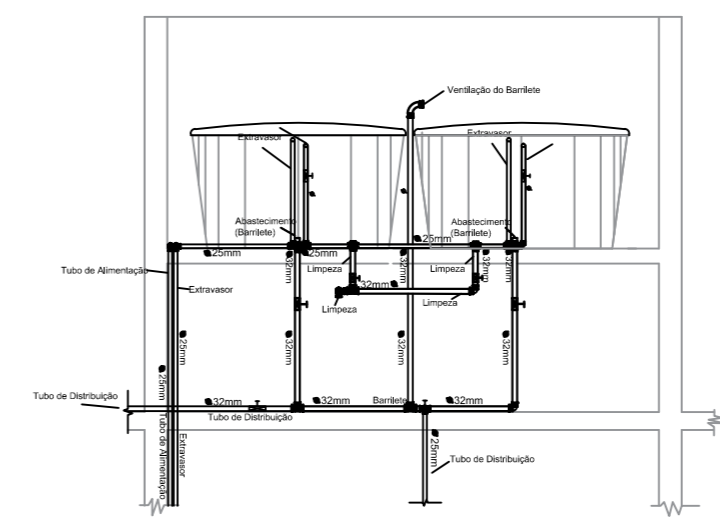 Ventilação do Barrilete
Extravasor
Extravasor
Abastecimento
(Barrilete)
Abastecimento
(Barrilete)
25mm
25mm
25mm
32mm
Limpeza
32mm
Limpeza
32mm
32mm
Tubo de Alimentação
Extravasor
32mm
Limpeza
Limpeza
25mm
25mm
32mm
32mm
32mm
Tubo de Distribuição
32mm
32mm
Barrilete
32mm
Tubo de Distribuição
Tubo de Alimentação
Extravasor
25mm
Tubo de Distribuição